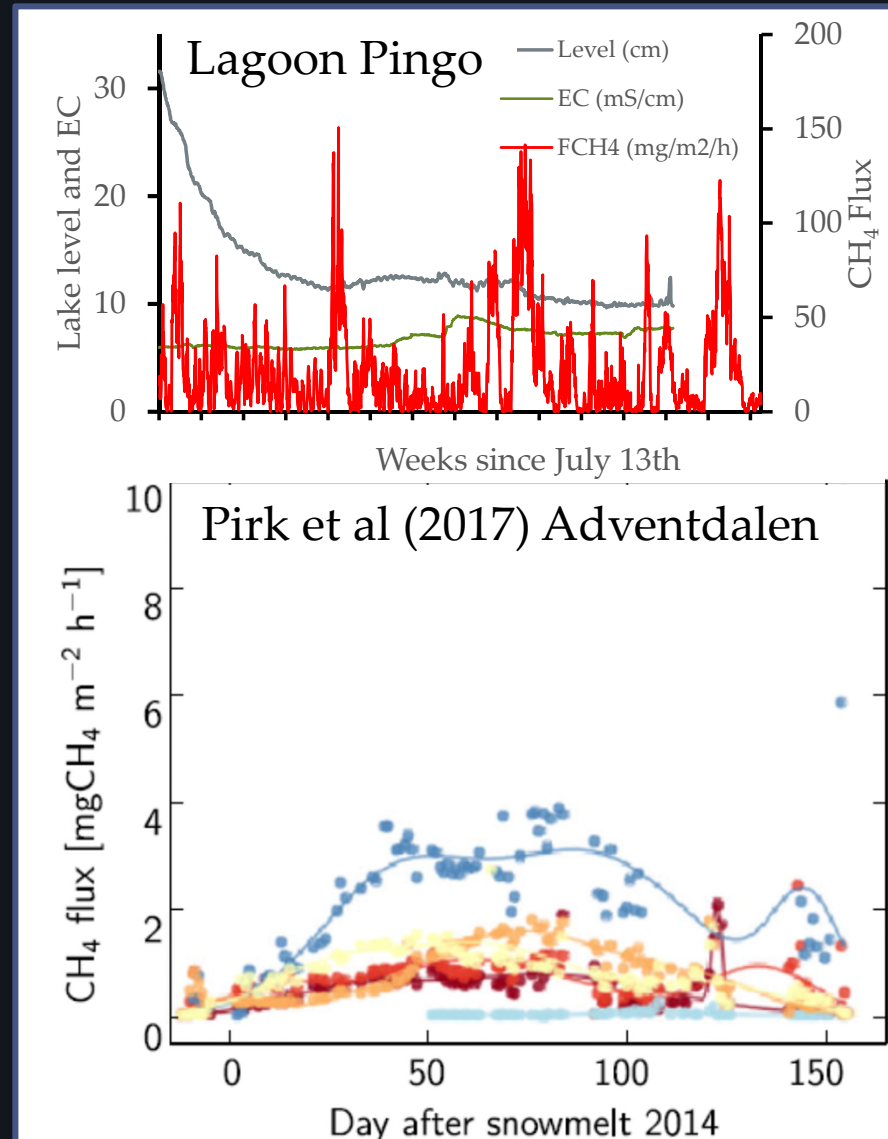 Lagoon Pingo
Level (cm)
EC (mS/cm)
FCH4 (mg/m2/h)
Lake level and EC
30
20
10
0
200
150
100
50
0
CH₄ Flux
Weeks since July 13th
Pirk et al (2017) Adventdalen
CH₄ flux [mgCH₄ m⁻² h⁻¹]
10
8
6
4
2
0
0 50 100 150
Day after snowmelt 2014